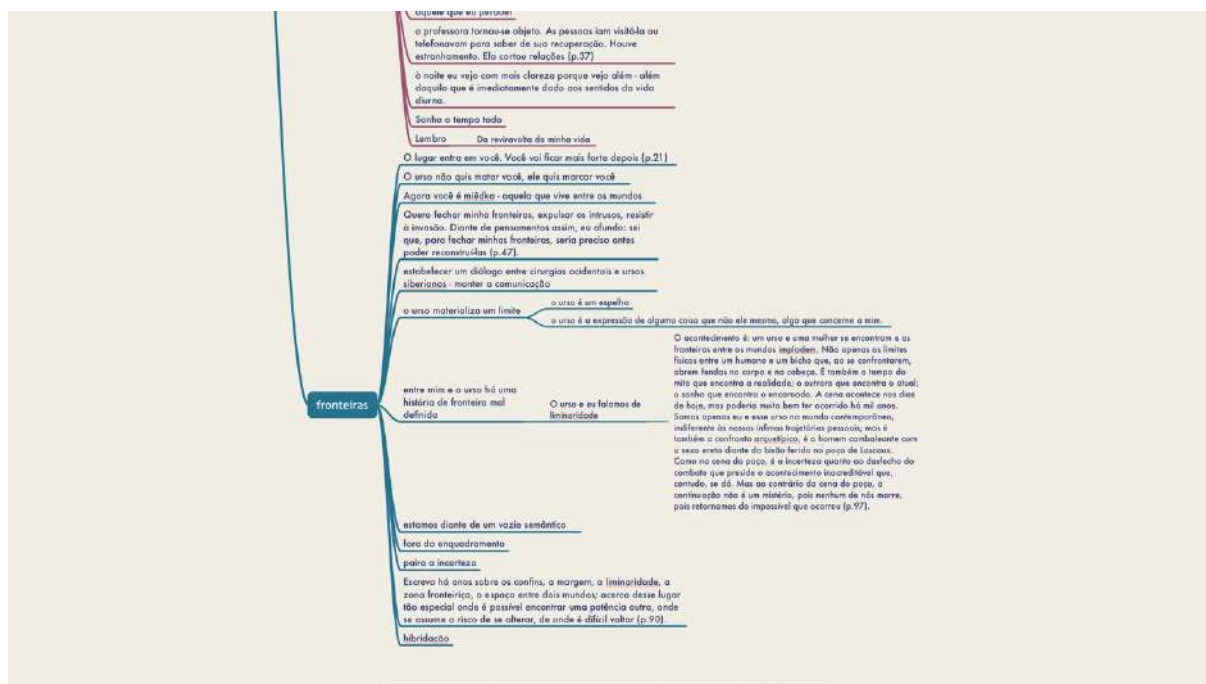 aquele que eu perdoei
a professora tornou-se objeto. As pessoas iam visitá-la ou
telefonavam para saber de sua recuperação. Houve
estranhamento. Ela cortou relações (p.37)
à noite eu vejo com mais clareza porque vejo além - além
daquilo que é imediatamente dado aos sentidos da vida
diurna.
Sonha o tempo todo
Lembro
Da reviravolta da minha vida
O lugar entra em você. Você vai ficar mais forte depois (p.21)
O urso não quis matar você, ele quis marcar você
Agora você é miêdka - aquela que vive entre os mundos
Quero fechar minha fronteiras, expulsar os intrusos, resistir
à invasão. Diante de pensamentos assim, eu afundo: sei
que, para fechar minhas fronteiras, seria preciso antes
poder reconstruí-las (p.47).
estabelecer um diálogo entre cirurgias ocidentais e ursos
siberianos - manter a comunicação
o urso materializa um limite
o urso é um espelho
o urso é a expressão de alguma coisa que não ele mesmo, algo que concerne a mim.
fronteiras
entre mim e o urso há uma
história de fronteira mal
definida
O urso e eu falamos de
liminaridade
O acontecimento é: um urso e uma mulher se encontram e as
fronteiras entre os mundos implodem. Não apenas os limites
físicos entre um humano e um bicho que, ao se confrontarem,
abrem fendas no corpo e na cabeça. É também o tempo do
mito que encontra a realidade; o outrora que encontra o atual;
o sonho que encontra o encarnado. A cena acontece nos dias
de hoje, mas poderia muito bem ter ocorrido há mil anos.
Somos apenas eu e esse urso no mundo contemporâneo,
indiferente às nossas ínfimas trajetórias pessoais; mas é
também o confronto arquetípico, é o homem cambaleante com
o sexo ereto diante do bisão ferido no poço de Lascaux.
Como na cena do poço, é a incerteza quanto ao desfecho do
combate que preside o acontecimento inacreditável que,
contudo, se dá. Mas ao contrário da cena do poço, a
continuação não é um mistério, pois nenhum de nós morre,
pois retornamos do impossível que ocorreu (p.97).
estamos diante de um vazio semântico
fora do enquadramento
paira a incerteza
Escrevo há anos sobre os confins, a margem, a liminaridade, a
zona fronteiriça, o espaço entre dois mundos; acerca desse lugar
tão especial onde é possível encontrar uma potência outra, onde
se assume o risco de se alterar, de onde é difícil voltar (p.90).
hibridação